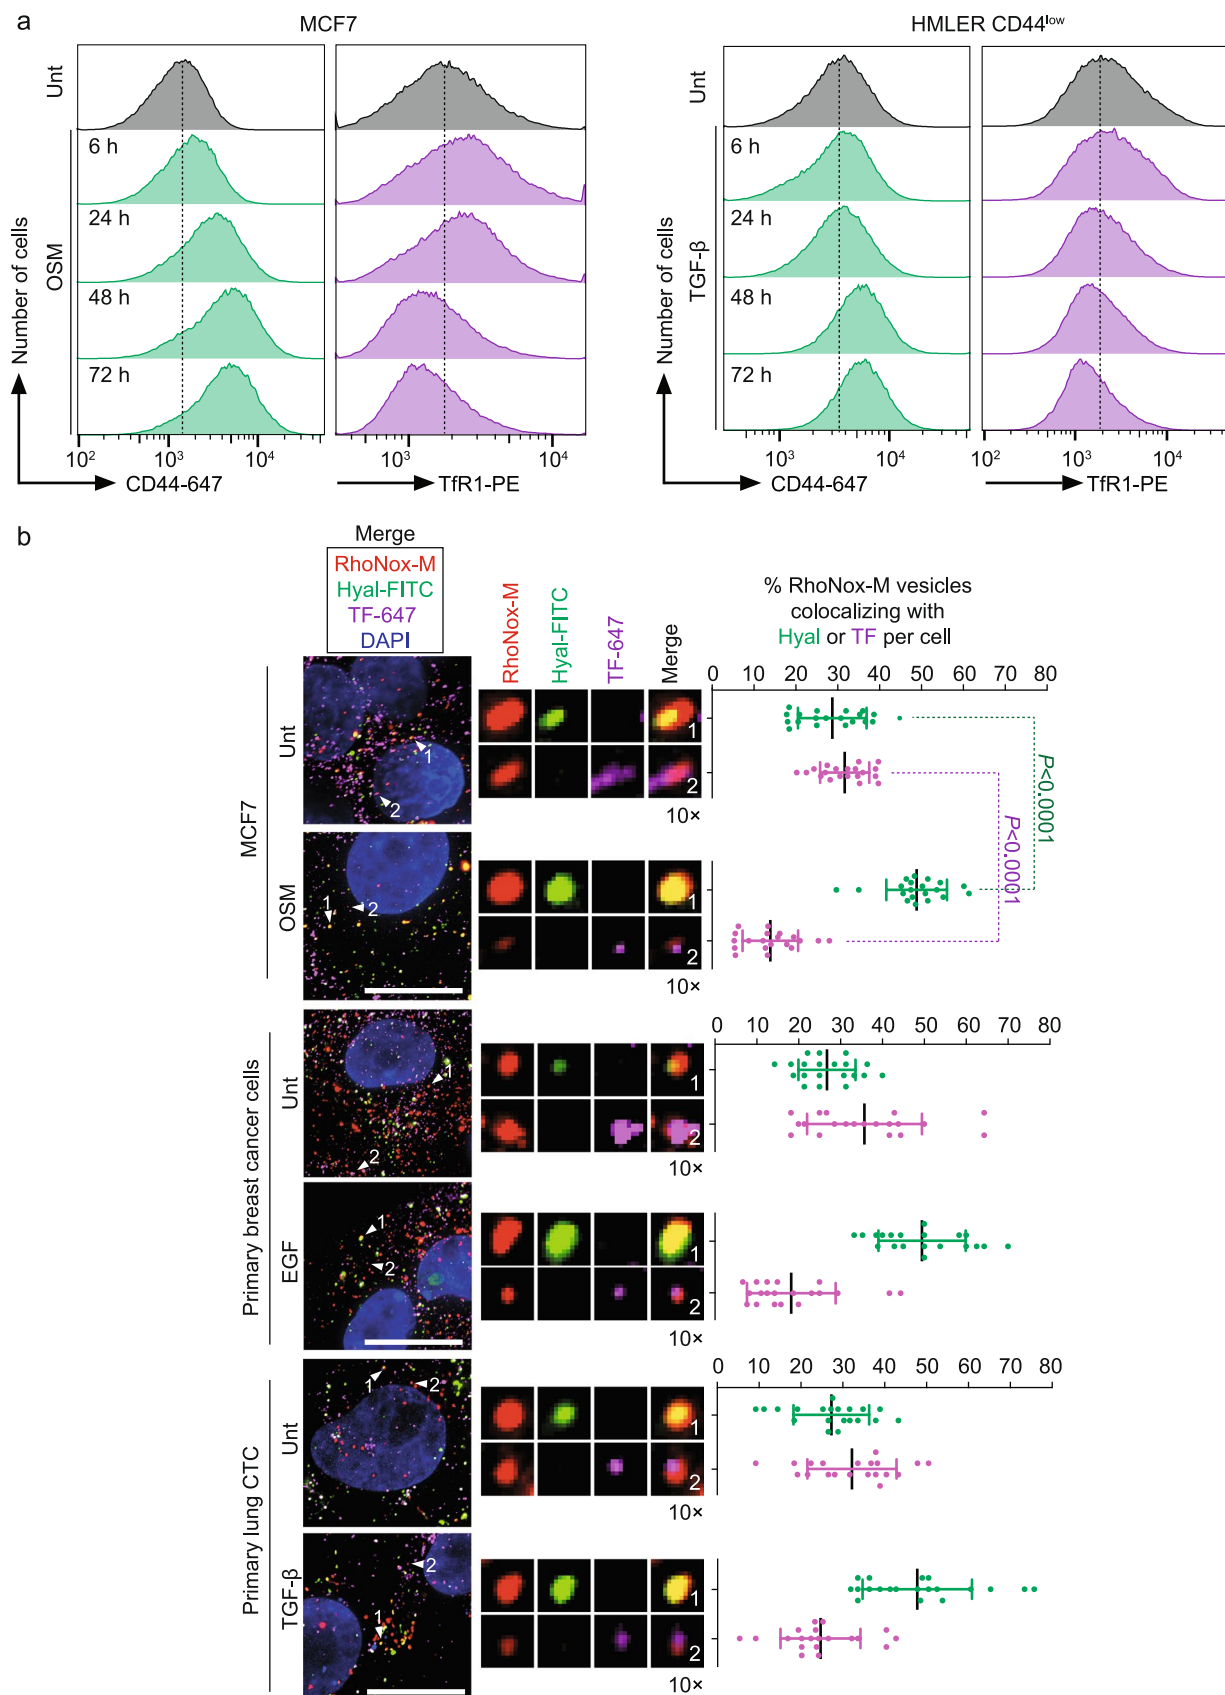 a
MCF7
HMLER CD44low
Unt
6 h
24 h
48 h
72 h
OSM
Number of cells
10² 10³ 10⁴
CD44-647
10³ 10⁴
TfR1-PE
Unt
6 h
24 h
48 h
72 h
TGF-β
Number of cells
10³ 10⁴
CD44-647
10² 10³ 10⁴
TfR1-PE
b
Merge
RhoNox-M
Hyal-FITC
TF-647
DAPI
RhoNox-M
Hyal-FITC
TF-647
Merge
% RhoNox-M vesicles
colocalizing with
Hyal or TF per cell
0 10 20 30 40 50 60 70 80
MCF7
Unt
1
2
1
2
10×
P<0.0001
P<0.0001
OSM
1
2
1
2
10×
Primary breast cancer cells
0 10 20 30 40 50 60 70 80
Unt
1
2
1
2
10×
EGF
1
2
1
2
10×
Primary lung CTC
0 10 20 30 40 50 60 70 80
Unt
1
2
1
2
10×
TGF-β
1
2
1
2
10×